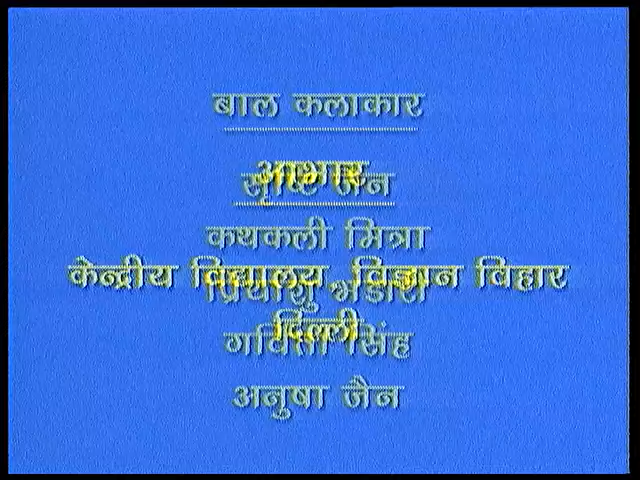 बाल कलाकार
आभार
सृष्टि जैन
कथकली मित्रा
केन्द्रीय विद्यालय, विज्ञान विहार
दिल्ली
सिंह
अनुषा जैन